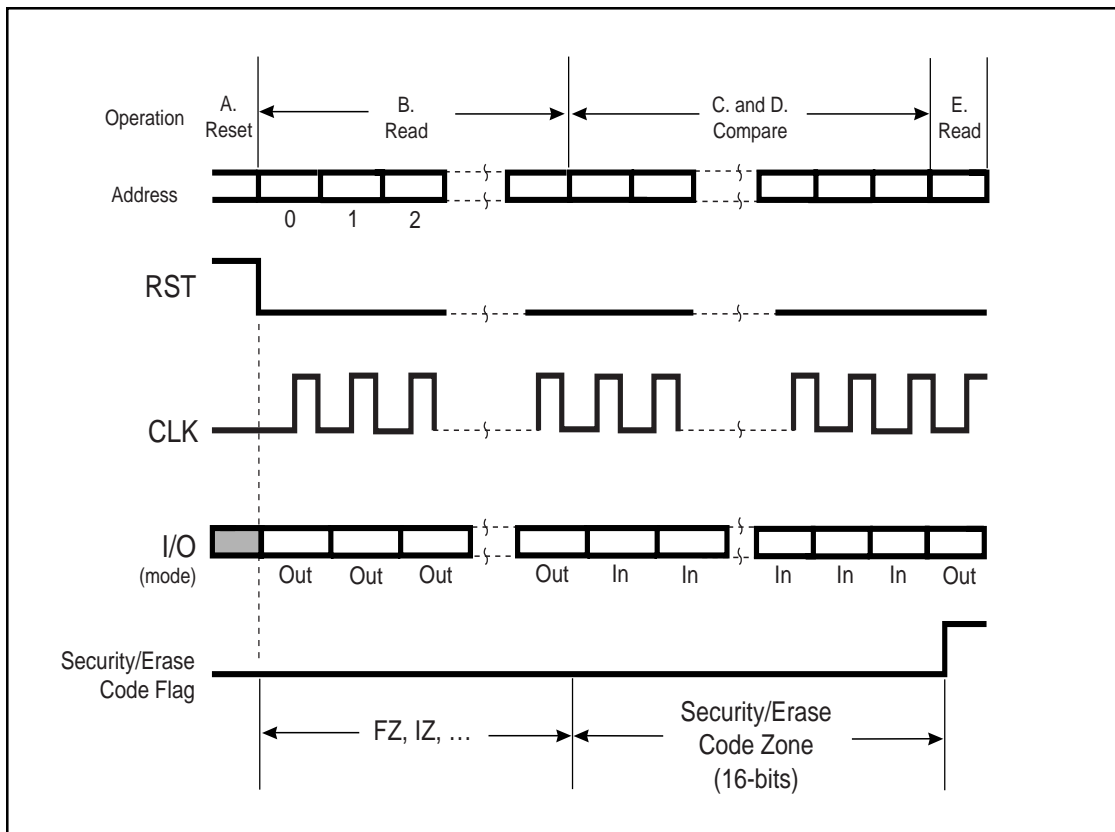 Operation
A.
Reset
B.
Read
C. and D.
Compare
E.
Read
Address
0 1 2
RST
CLK
I/O
(mode)
Out Out Out Out In In In In In Out
Security/Erase
Code Flag
FZ, IZ, …
Security/Erase
Code Zone
(16-bits)